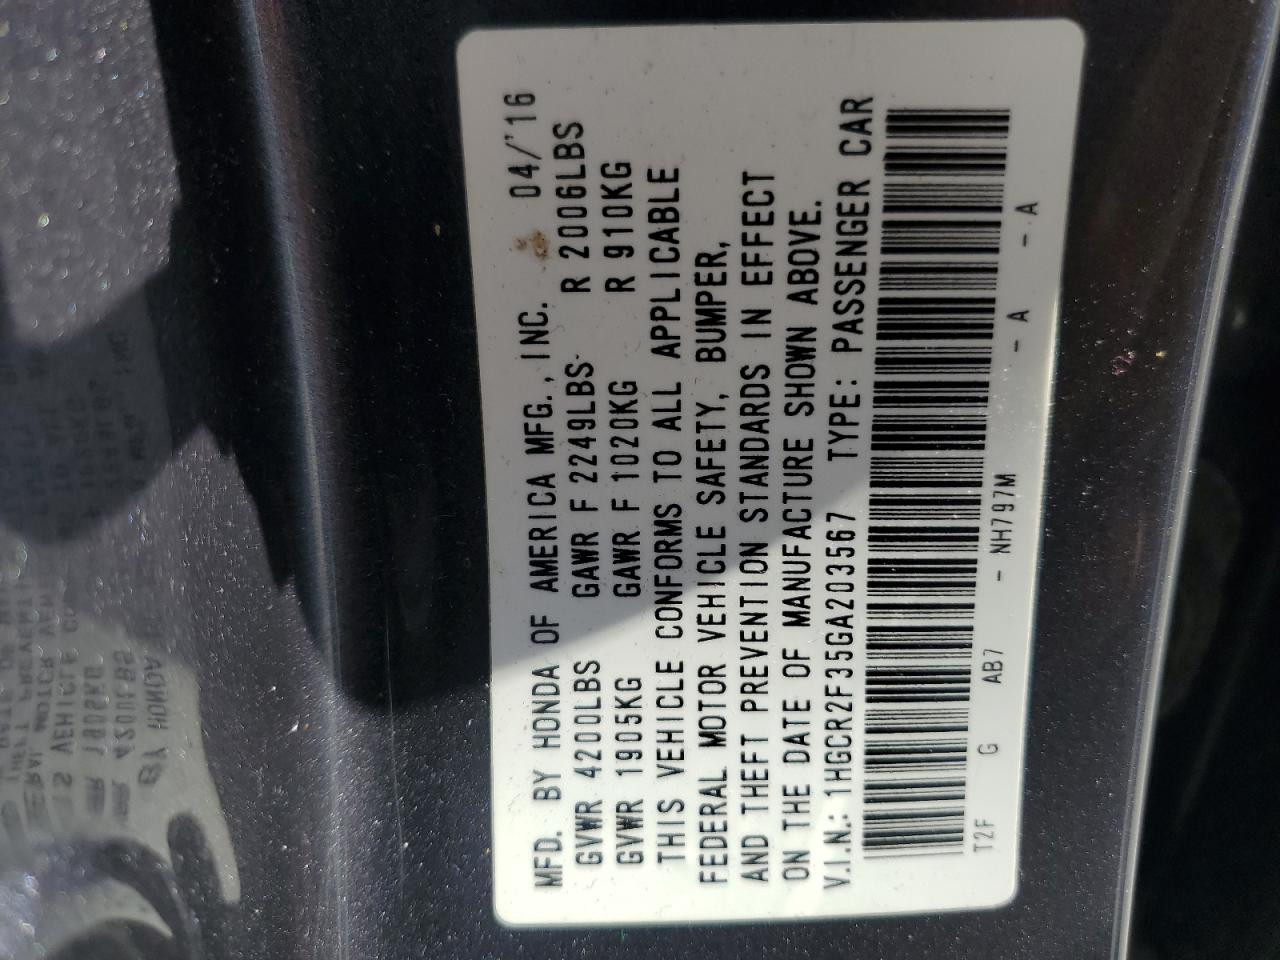 MFD. BY HONDA OF AMERICA MFG., INC. 04/'16
GVWR 4200LBS GAWR F 2249LBS R 2006LBS
GVWR 1905KG GAWR F 1020KG R 910KG
THIS VEHICLE CONFORMS TO ALL APPLICABLE
FEDERAL MOTOR VEHICLE SAFETY, BUMPER,
AND THEFT PREVENTION STANDARDS IN EFFECT
ON THE DATE OF MANUFACTURE SHOWN ABOVE.
V.I.N.: 1HGCR2F35GA203567 TYPE: PASSENGER CAR
T2F G AB7 - NH797M - A - A